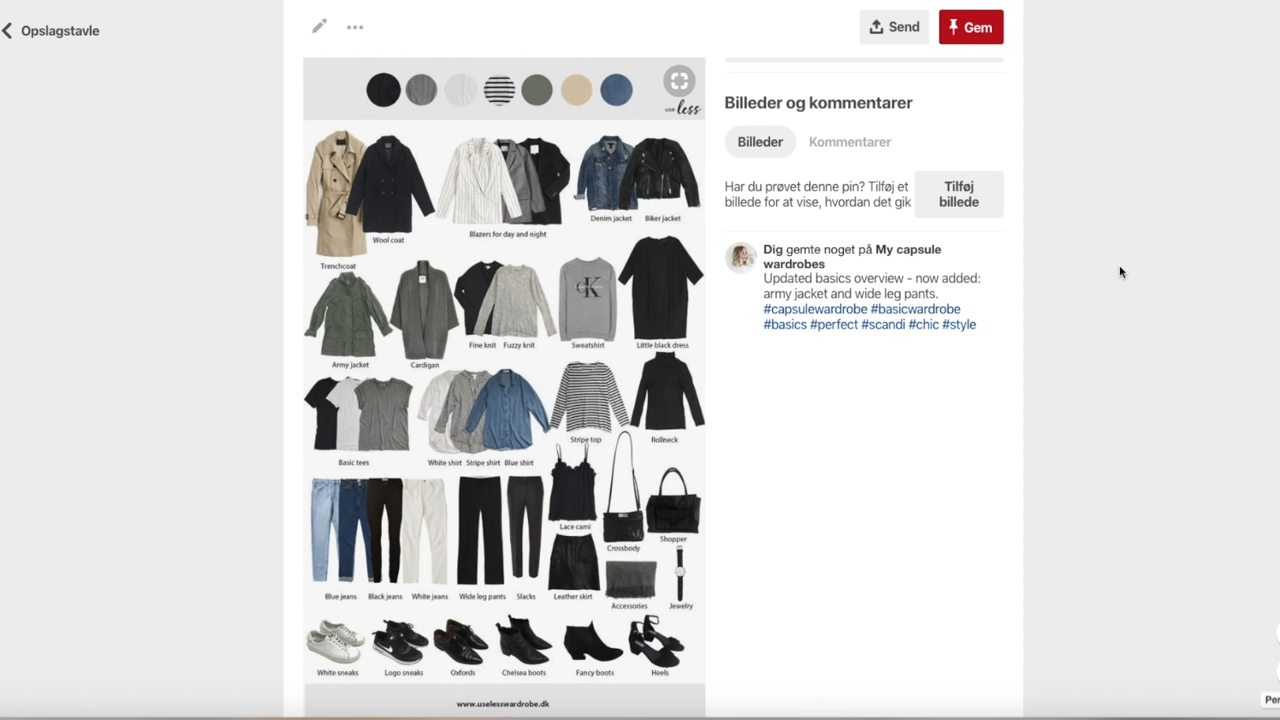 Opslagstavle
Send
Gem
use less
Wool coat
Blazers for day and night
Denim jacket
Biker jacket
Trenchcoat
CK
Fine knit
Fuzzy knit
Sweatshirt
Little black dress
Army jacket
Cardigan
Stripe top
Rollneck
Basic tees
White shirt
Stripe shirt
Blue shirt
Lace cami
Crossbody
Shopper
Blue jeans
Black jeans
White jeans
Wide leg pants
Slacks
Leather skirt
Accessories
Jewelry
White sneaks
Logo sneaks
Oxfords
Chelsea boots
Fancy boots
Heels
www.uselesswardrobe.dk
Billeder og kommentarer
Billeder
Kommentarer
Har du prøvet denne pin? Tilføj et
billede for at vise, hvordan det gik
Tilføj
billede
Dig gemte noget på My capsule
wardrobes
Updated basics overview - now added:
army jacket and wide leg pants.
#capsulewardrobe #basicwardrobe
#basics #perfect #scandi #chic #style